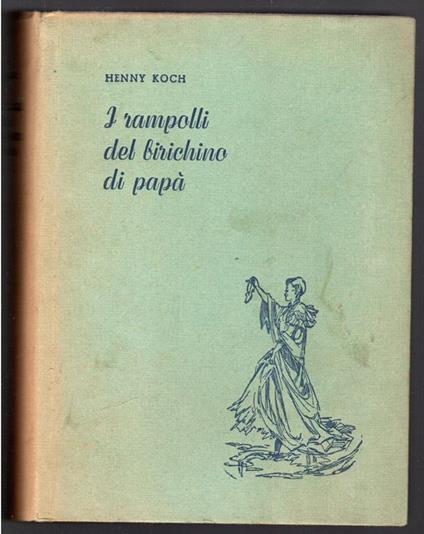 HENNY KOCH
I rampolli
del birichino
di papà